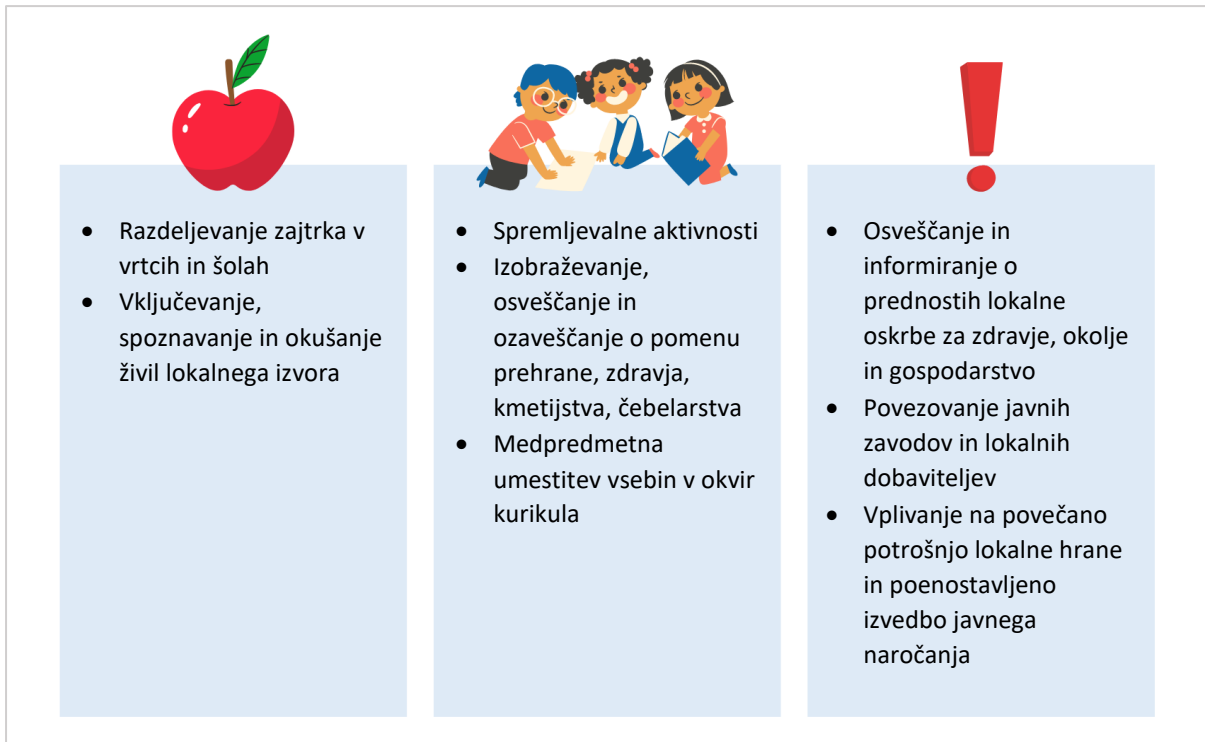 • Razdeljevanje zajtrka v
vrtcih in šolah
• Vključevanje,
spoznavanje in okušanje
živil lokalnega izvora
• Spremljevalne aktivnosti
• Izobraževanje,
osveščanje in
ozaveščanje o pomenu
prehrane, zdravja,
kmetijstva, čebelarstva
• Medpredmetna
umestitev vsebin v okvir
kurikula
• Osveščanje in
informiranje o
prednostih lokalne
oskrbe za zdravje, okolje
in gospodarstvo
• Povezovanje javnih
zavodov in lokalnih
dobaviteljev
• Vplivanje na povečano
potrošnjo lokalne hrane
in poenostavljeno
izvedbo javnega
naročanja